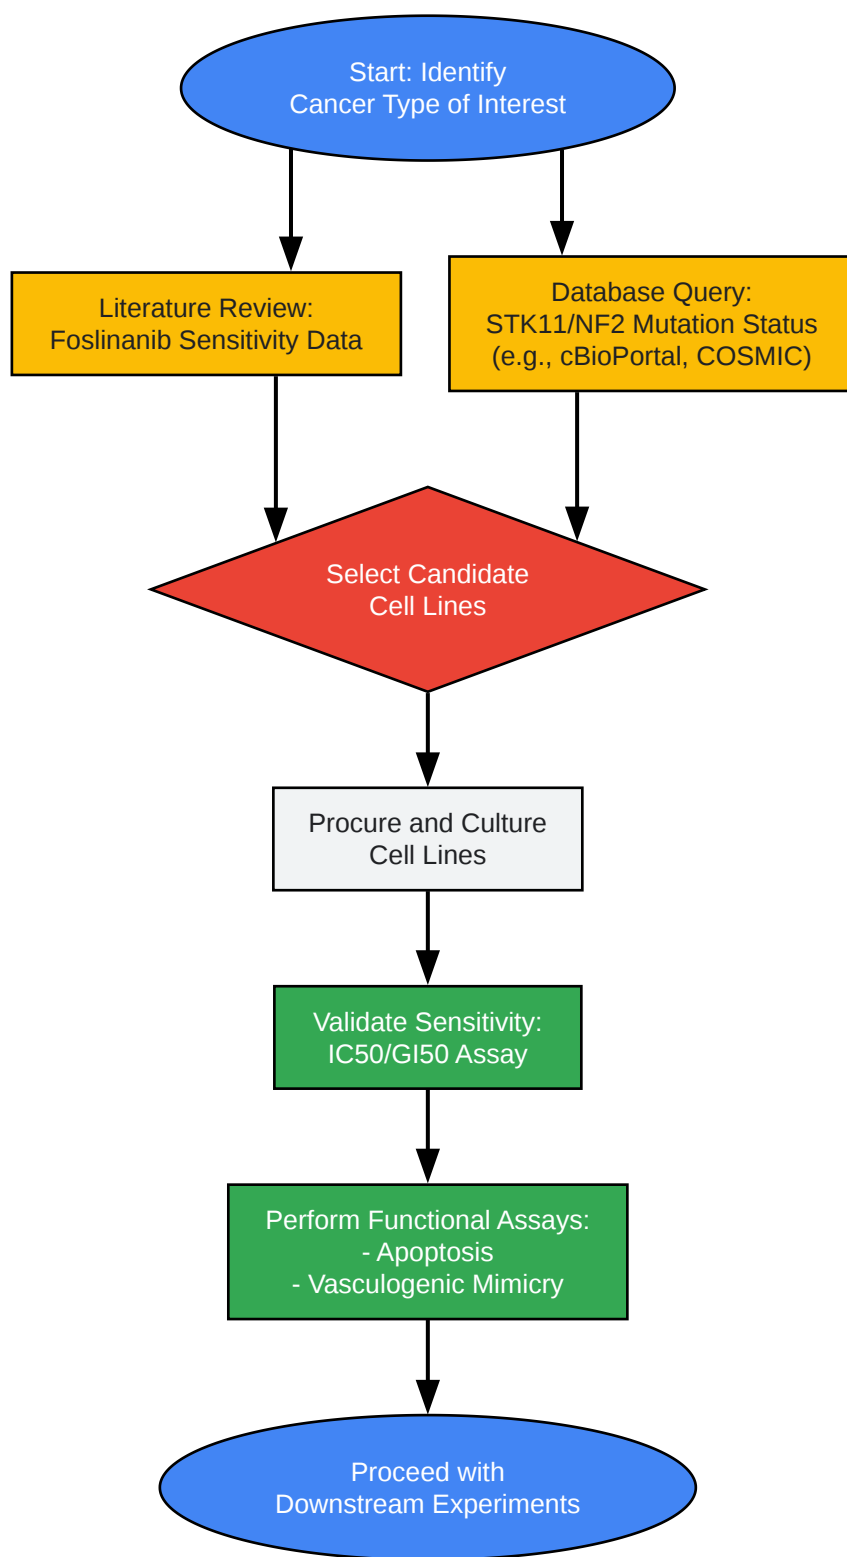 Start: Identify
Cancer Type of Interest
Literature Review:
Foslinanib Sensitivity Data
Database Query:
STK11/NF2 Mutation Status
(e.g., cBioPortal, COSMIC)
Select Candidate
Cell Lines
Procure and Culture
Cell Lines
Validate Sensitivity:
IC50/GI50 Assay
Perform Functional Assays:
- Apoptosis
- Vasculogenic Mimicry
Proceed with
Downstream Experiments